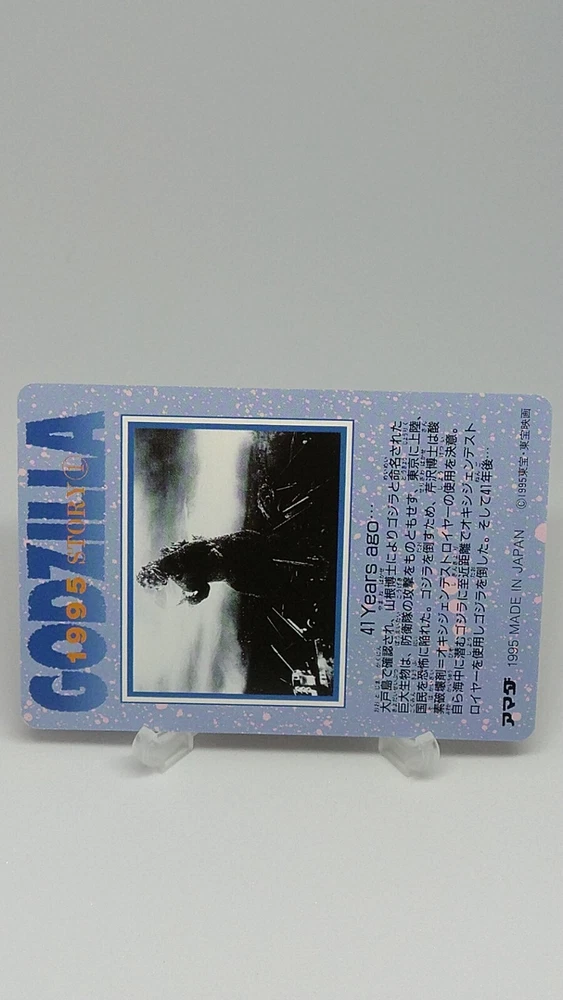 GODZILLA
1995 STORY①
41 Years ago…
大戸島で確認され、山根博士によりゴジラと命名された
巨大生物は、防衛隊の攻撃をものともせず、東京に上陸、
国民を恐怖に陥れた。ゴジラを倒すため、芹沢博士は酸
素破壊剤=オキシジェンデストロイヤーの使用を決意。
自ら海中に潜むゴジラに至近距離でオキシジェンデスト
ロイヤーを使用しゴジラを倒した。そして41年後…
アマダ 1995 MADE IN JAPAN ©1995東宝, 東宝映画